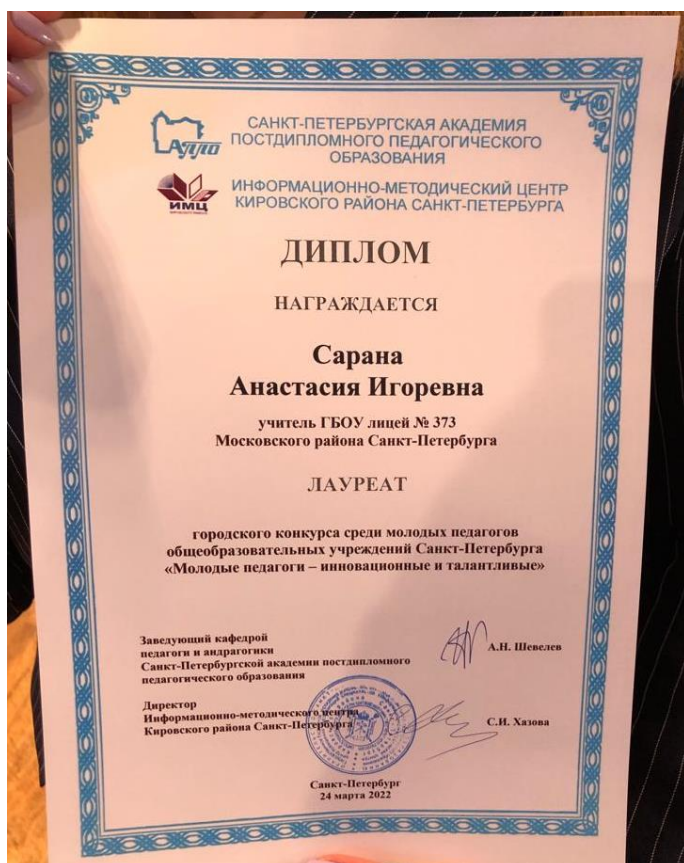 АППО
САНКТ-ПЕТЕРБУРГСКАЯ АКАДЕМИЯ
ПОСТДИПЛОМНОГО ПЕДАГОГИЧЕСКОГО
ОБРАЗОВАНИЯ
ИМЦ
ИНФОРМАЦИОННО-МЕТОДИЧЕСКИЙ ЦЕНТР
КИРОВСКОГО РАЙОНА САНКТ-ПЕТЕРБУРГА
ДИПЛОМ
НАГРАЖДАЕТСЯ
Сарана
Анастасия Игоревна
учитель ГБОУ лицей № 373
Московского района Санкт-Петербурга
ЛАУРЕАТ
городского конкурса среди молодых педагогов
общеобразовательных учреждений Санкт-Петербурга
«Молодые педагоги – инновационные и талантливые»
Заведующий кафедрой
педагоги и андрагогики
Санкт-Петербургской академии постдипломного
педагогического образования
А.Н. Шевелев
Директор
Информационно-методического центра
Кировского района Санкт-Петербурга
С.И. Хазова
Санкт-Петербург
24 марта 2022